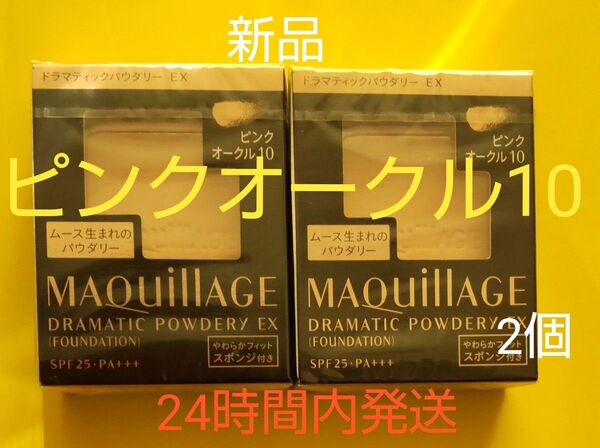 新品
ドラマティックパウダリー EX
ピンク
オークル10
ムース生まれの
パウダリー
MAQuillAGE
DRAMATIC POWDERY EX
(FOUNDATION)
SPF25・PA+++
やわらかフィット
スポンジ付き
ドラマティックパウダリー EX
ピンク
オークル10
ムース生まれの
パウダリー
MAQuillAGE
DRAMATIC POWDERY EX
(FOUNDATION)
SPF25・PA+++
やわらかフィット
スポンジ付き
ピンクオークル10
2個
24時間内発送